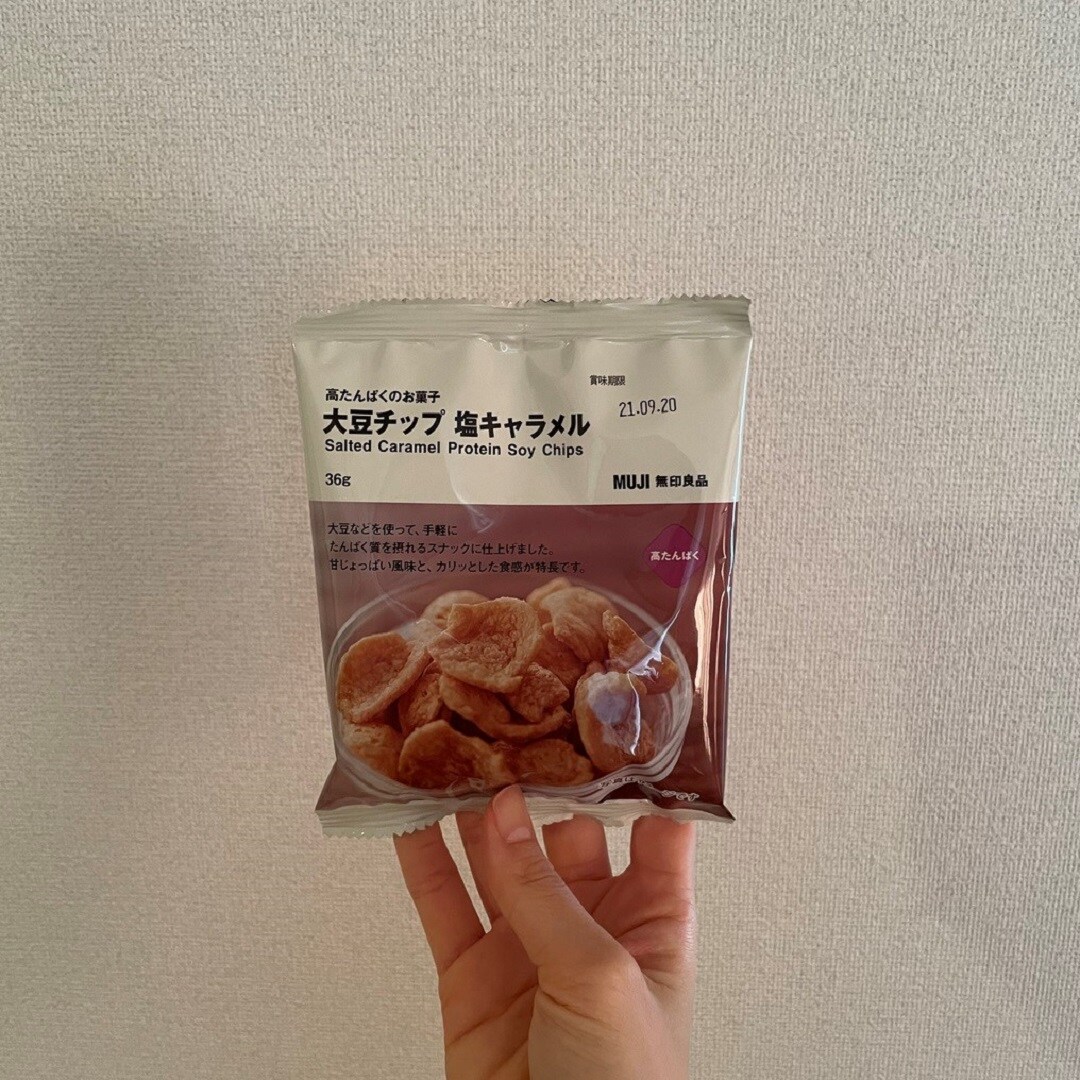 高たんぱくのお菓子
大豆チップ 塩キャラメル
Salted Caramel Protein Soy Chips
賞味期限
21.09.20
36g
MUJI 無印良品
大豆などを使って、手軽に
たんぱく質を摂れるスナックに仕上げました。
甘じょっぱい風味と、カリッとした食感が特長です。
高たんぱく